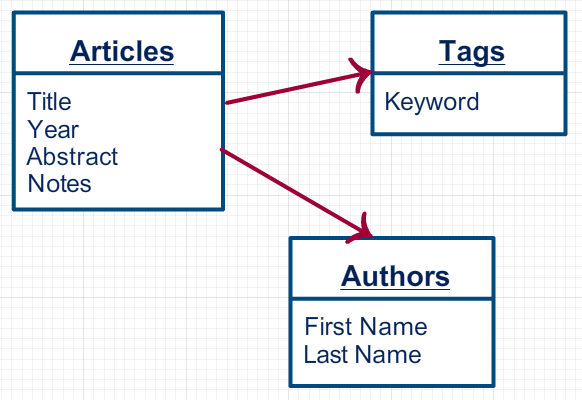 Articles
Title
Year
Abstract
Notes
Tags
Keyword
Authors
First Name
Last Name